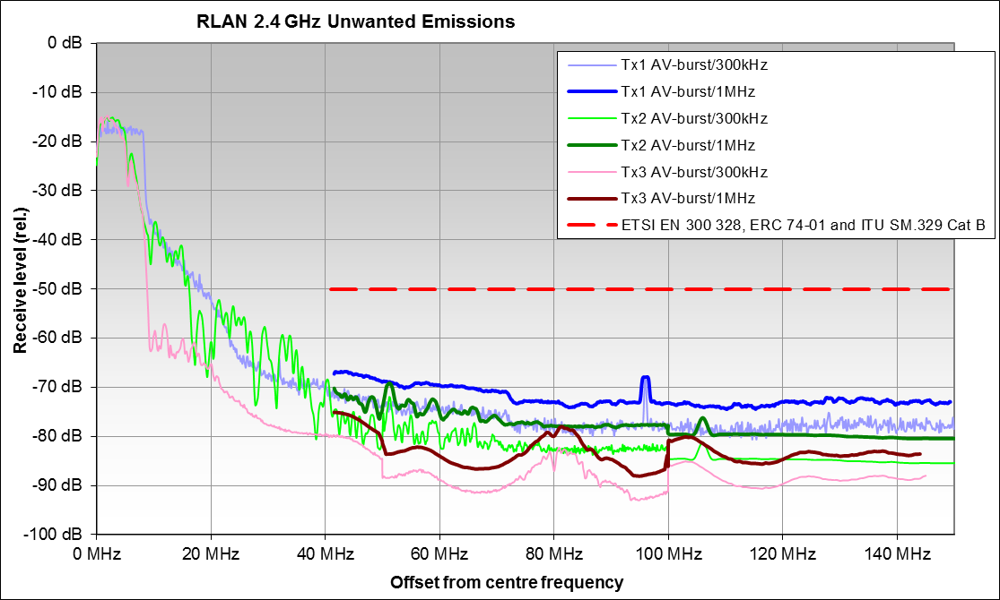 RLAN 2.4 GHz Unwanted Emissions
0 dB
-10 dB
-20 dB
-30 dB
-40 dB
-50 dB
-60 dB
-70 dB
-80 dB
-90 dB
-100 dB
Receive level (rel.)
Tx1 AV-burst/300kHz
Tx1 AV-burst/1MHz
Tx2 AV-burst/300kHz
Tx2 AV-burst/1MHz
Tx3 AV-burst/300kHz
Tx3 AV-burst/1MHz
ETSI EN 300 328, ERC 74-01 and ITU SM.329 Cat B
0 MHz 20 MHz 40 MHz 60 MHz 80 MHz 100 MHz 120 MHz 140 MHz
Offset from centre frequency